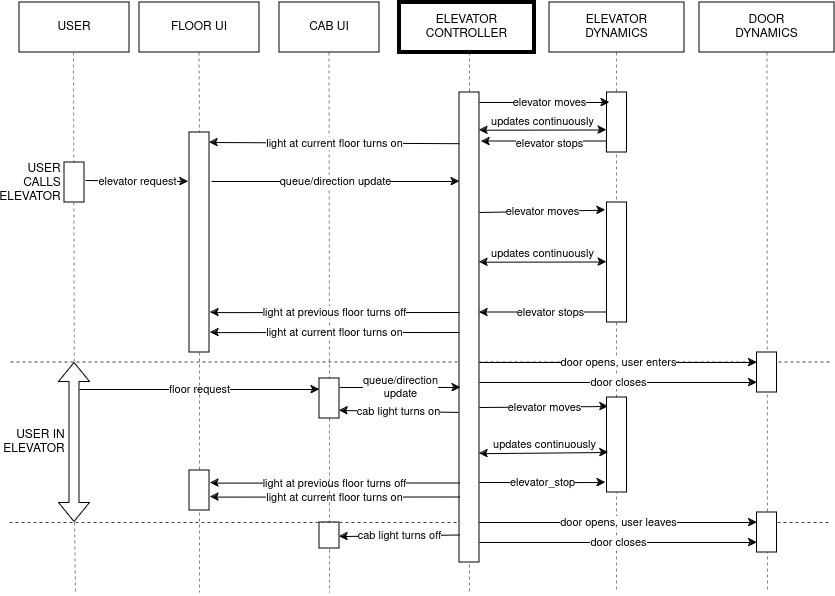 USER
FLOOR UI
CAB UI
ELEVATOR
CONTROLLER
ELEVATOR
DYNAMICS
DOOR
DYNAMICS
elevator moves
updates continuously
light at current floor turns on
elevator stops
USER
CALLS
ELEVATOR
elevator request
queue/direction update
elevator moves
updates continuously
light at previous floor turns off
elevator stops
light at current floor turns on
door opens, user enters
queue/direction
update
door closes
floor request
cab light turns on
elevator moves
USER IN
ELEVATOR
updates continuously
light at previous floor turns off
elevator_stop
light at current floor turns on
door opens, user leaves
cab light turns off
door closes